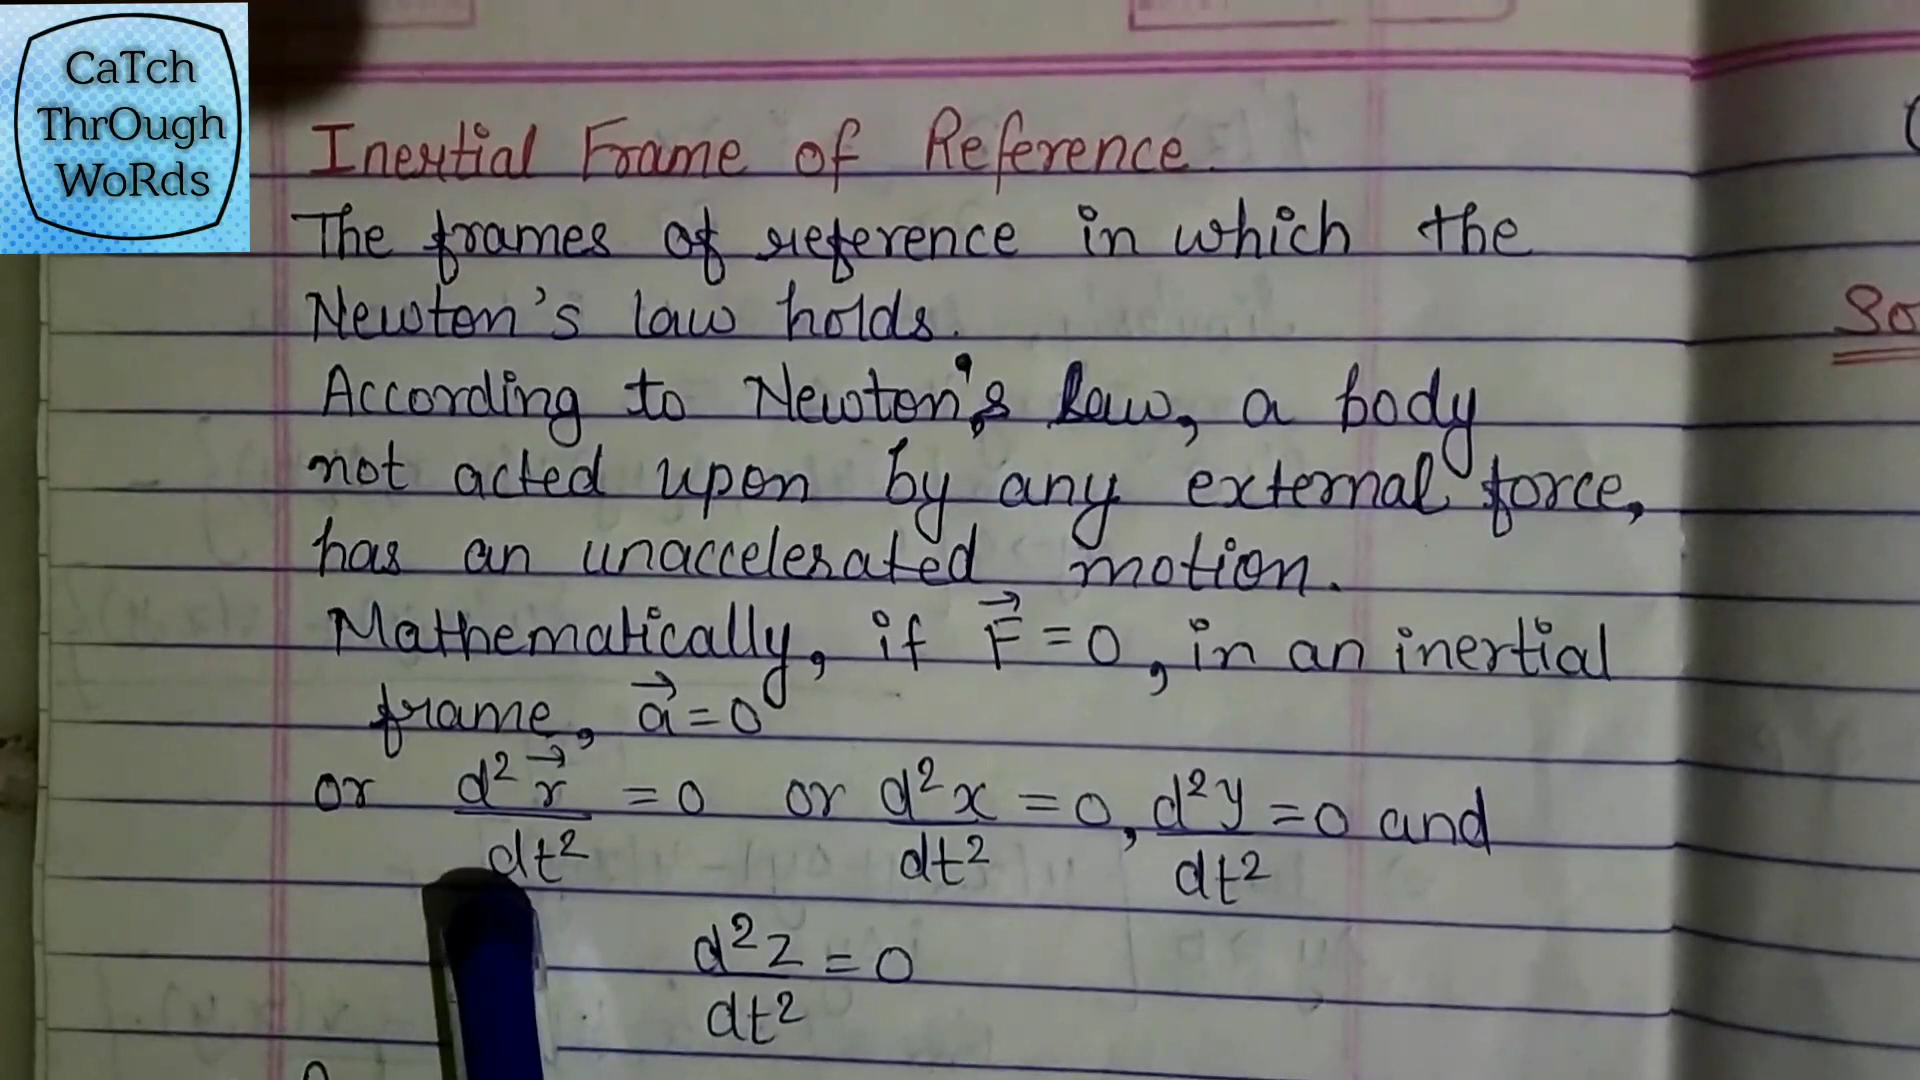 CaTch
ThrOugh
WoRds
Inertial Frame of Reference.
The frames of reference in which the
Newton's law holds.
According to Newton's Law, a body
not acted upon by any external force,
has an unaccelerated motion.
Mathematically, if F⃗ = 0, in an inertial
frame, a⃗ = 0
or d²r⃗/dt² = 0 or d²x/dt² = 0, d²y/dt² = 0 and
d²z/dt² = 0